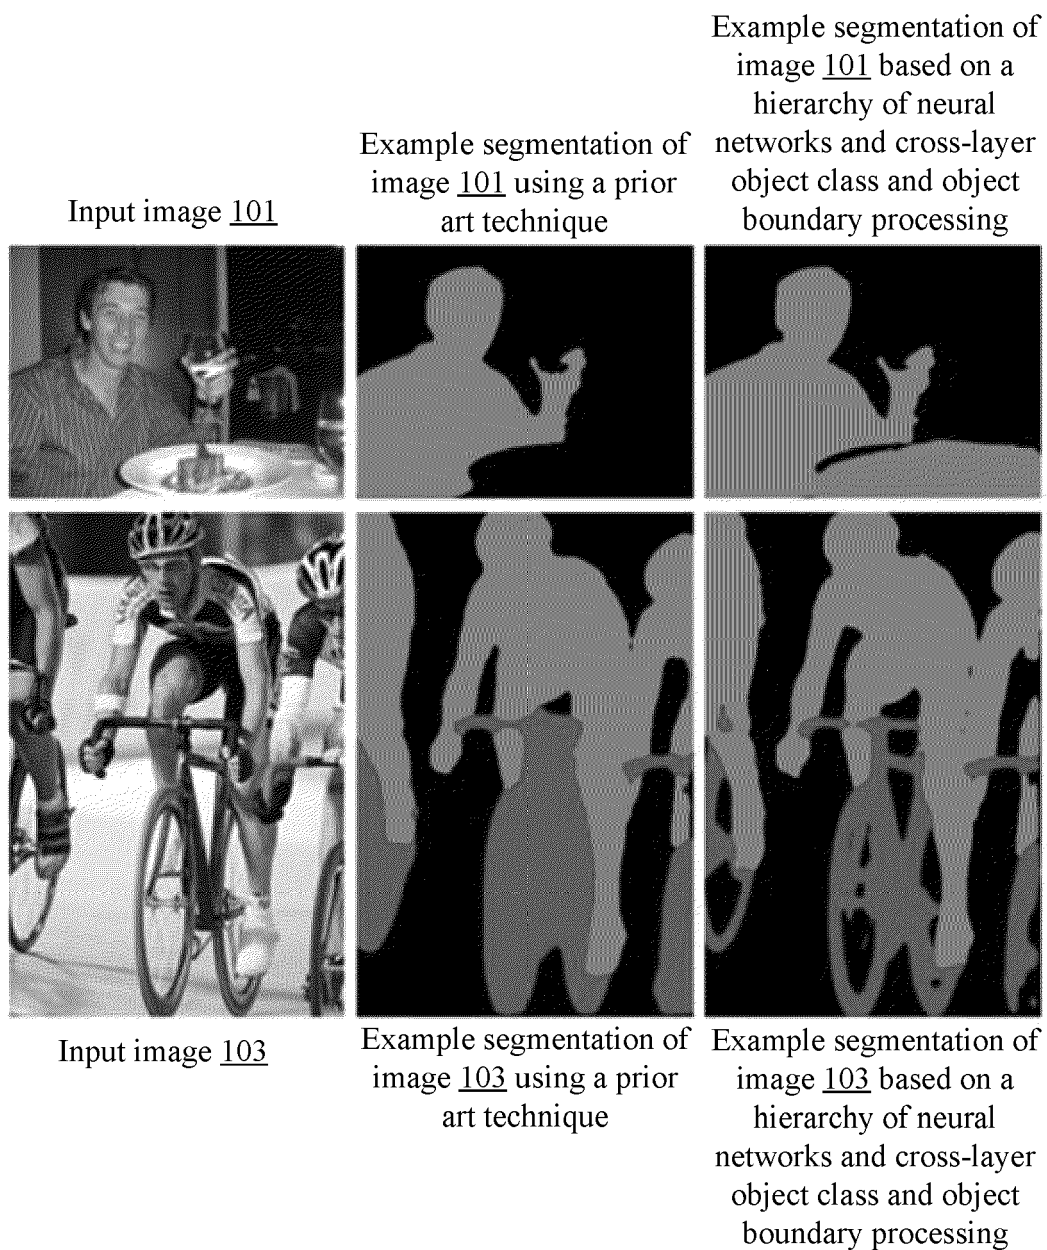 Input image 101
Example segmentation of
image 101 using a prior
art technique
Example segmentation of
image 101 based on a
hierarchy of neural
networks and cross-layer
object class and object
boundary processing
Input image 103
Example segmentation of
image 103 using a prior
art technique
Example segmentation of
image 103 based on a
hierarchy of neural
networks and cross-layer
object class and object
boundary processing